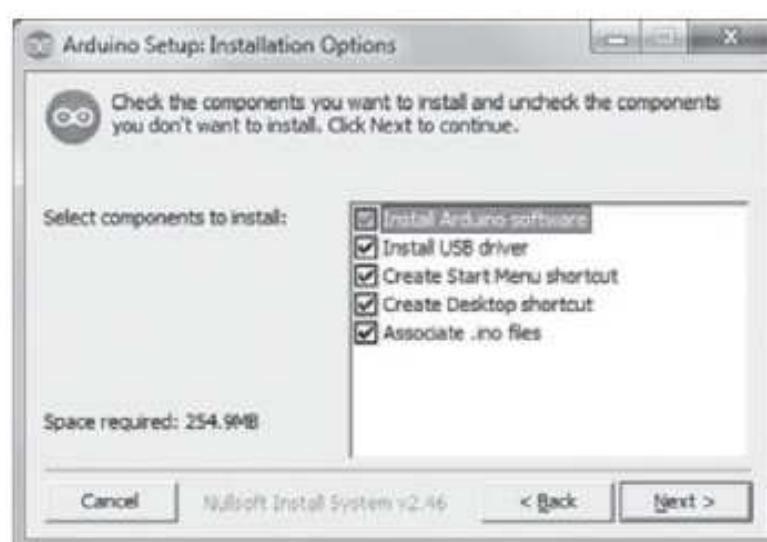 Arduino Setup: Installation Options
Check the components you want to install and uncheck the components
you don't want to install. Click Next to continue.
Select components to install:
Install Arduino software
Install USB driver
Create Start Menu shortcut
Create Desktop shortcut
Associate .ino files
Space required: 254.9MB
Cancel
Nullsoft Install System v2.46
< Back
Next >